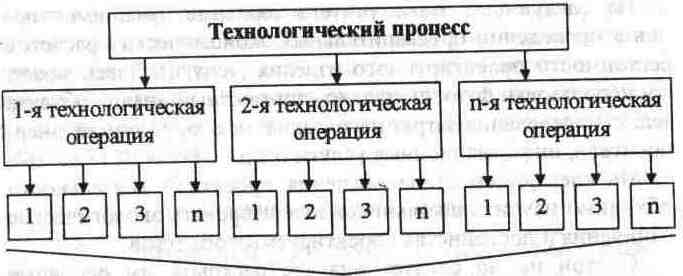 Технологический процесс
1-я технологическая операция
2-я технологическая операция
n-я технологическая операция
1 2 3 n 1 2 3 n 1 2 3 n